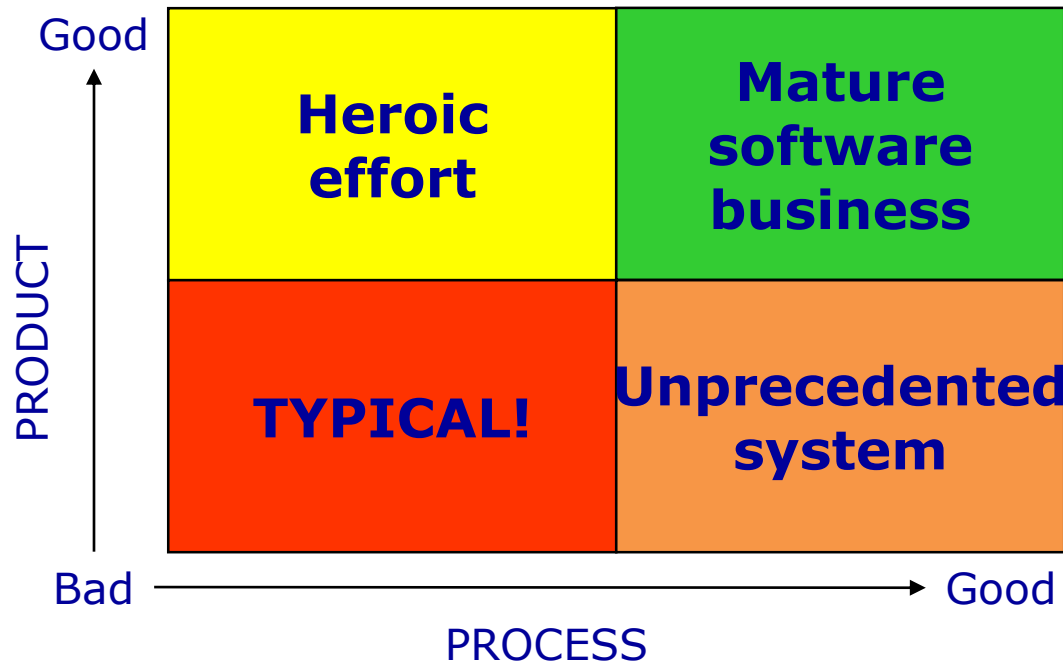 Good
Heroic
effort
Mature
software
business
PRODUCT
TYPICAL!
Unprecedented
system
Bad
Good
PROCESS